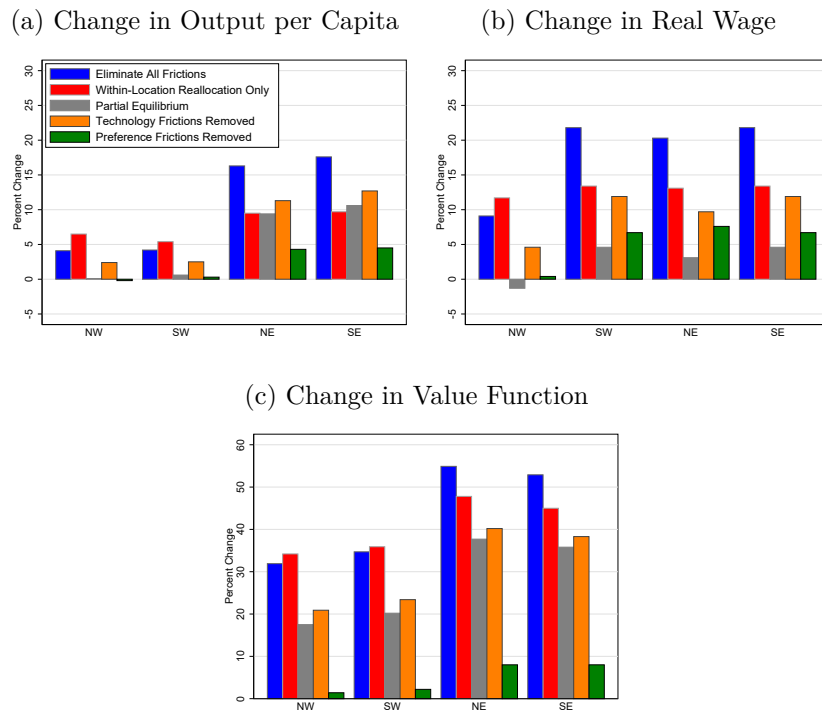 (a) Change in Output per Capita
(b) Change in Real Wage
Percent Change
30
25
20
15
10
5
0
-5
Eliminate All Frictions
Within-Location Reallocation Only
Partial Equilibrium
Technology Frictions Removed
Preference Frictions Removed
NW SW NE SE
Percent Change
30
25
20
15
10
5
0
-5
NW SW NE SE
(c) Change in Value Function
Percent Change
60
50
40
30
20
10
0
NW SW NE SE